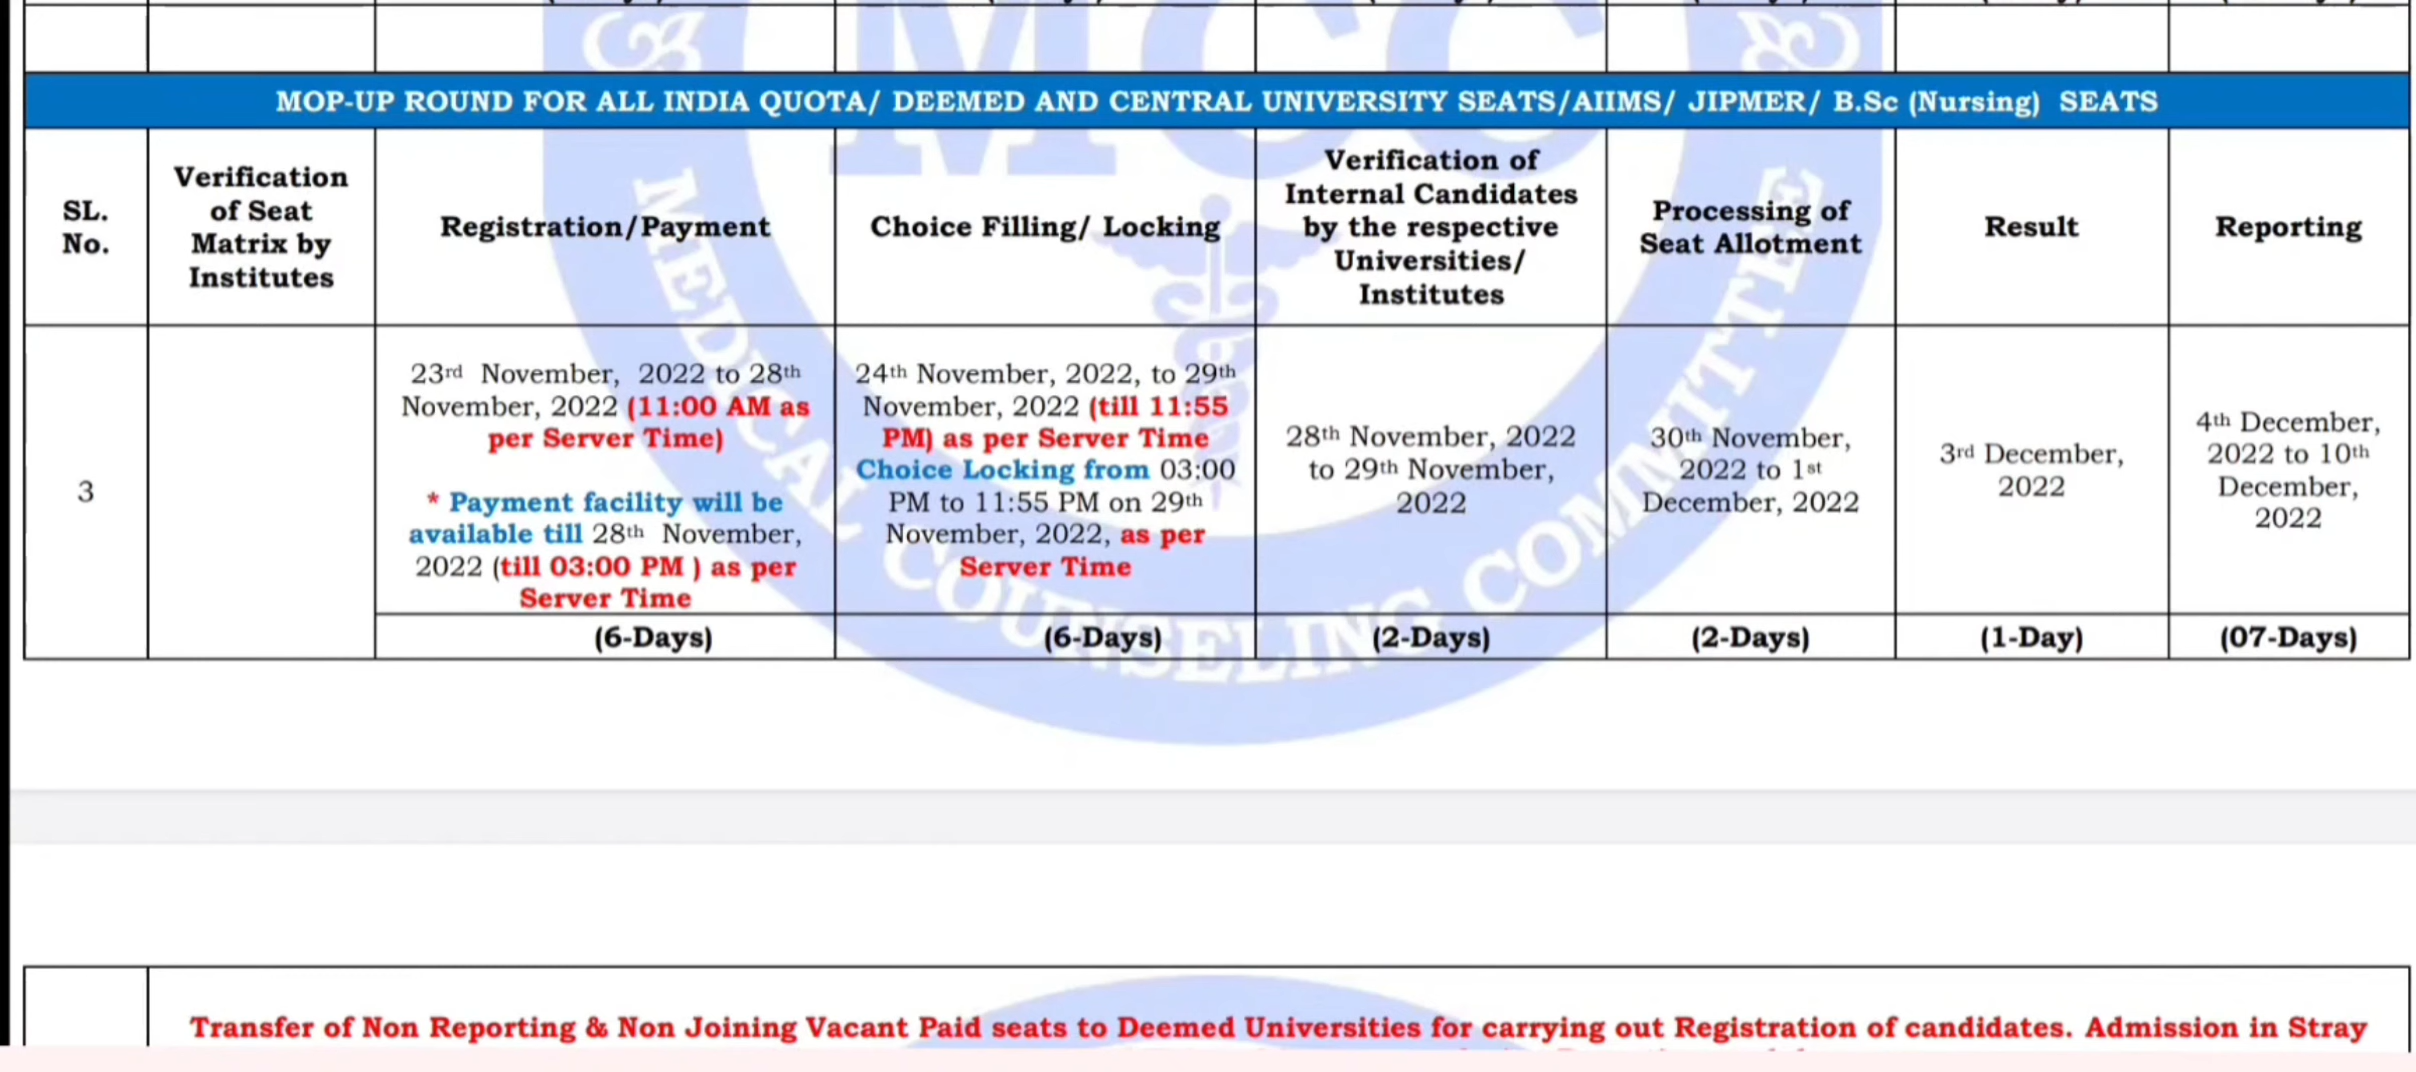 MOP-UP ROUND FOR ALL INDIA QUOTA/ DEEMED AND CENTRAL UNIVERSITY SEATS/AIIMS/ JIPMER/ B.Sc (Nursing) SEATS
SL.
No.
Verification
of Seat
Matrix by
Institutes
Registration/Payment
Choice Filling/ Locking
Verification of
Internal Candidates
by the respective
Universities/
Institutes
Processing of
Seat Allotment
Result
Reporting
3
23rd November, 2022 to 28th
November, 2022 (11:00 AM as
per Server Time)
* Payment facility will be
available till 28th November,
2022 (till 03:00 PM ) as per
Server Time
24th November, 2022, to 29th
November, 2022 (till 11:55
PM) as per Server Time
Choice Locking from 03:00
PM to 11:55 PM on 29th
November, 2022, as per
Server Time
28th November, 2022
to 29th November,
2022
30th November,
2022 to 1st
December, 2022
3rd December,
2022
4th December,
2022 to 10th
December,
2022
(6-Days)
(6-Days)
(2-Days)
(2-Days)
(1-Day)
(07-Days)
MCC
MEDICAL COUNSELING COMMITTEE
Transfer of Non Reporting & Non Joining Vacant Paid seats to Deemed Universities for carrying out Registration of candidates. Admission in Stray